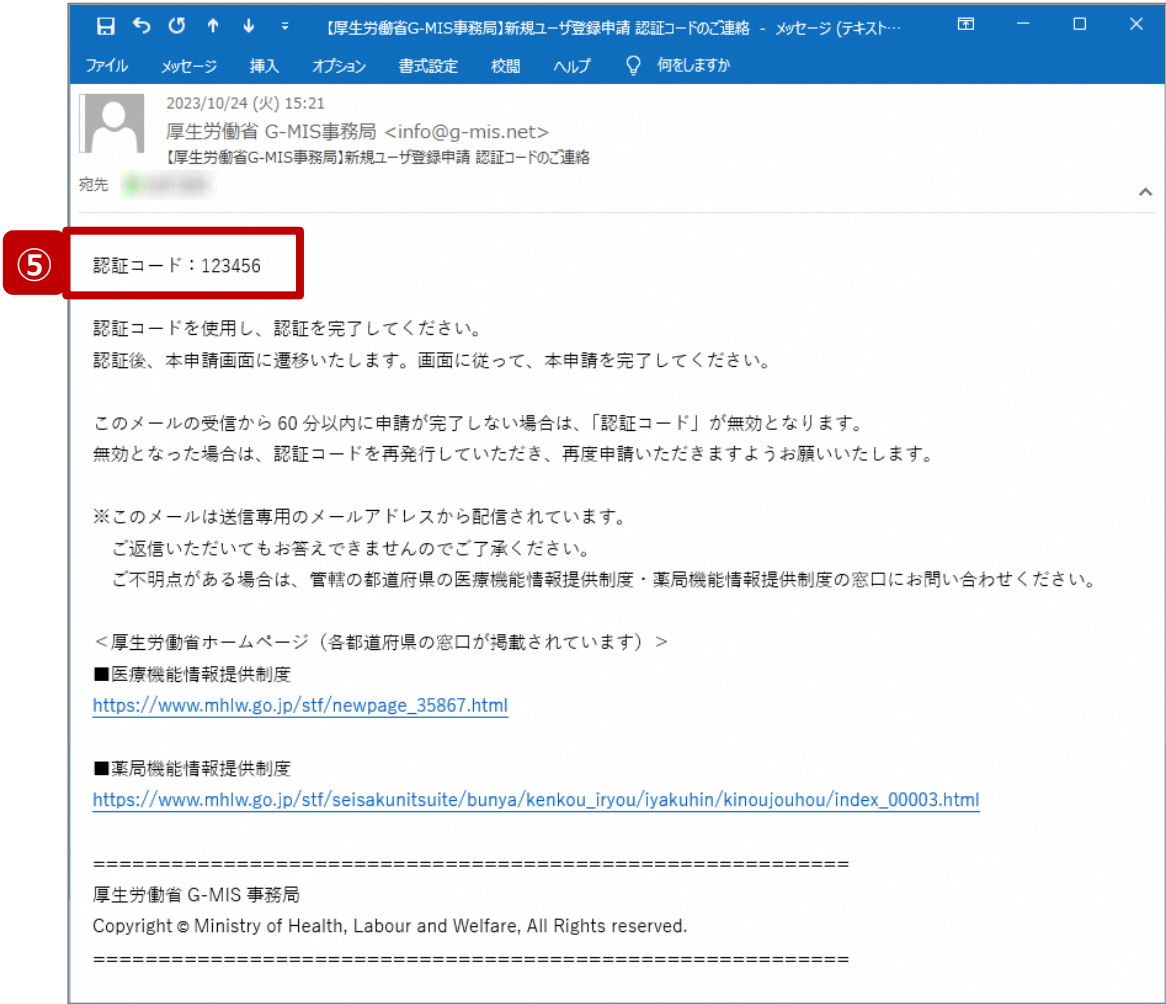 【厚生労働省G-MIS事務局】新規ユーザ登録申請 認証コードのご連絡 - メッセージ (テキスト…
ファイル メッセージ 挿入 オプション 書式設定 校閲 ヘルプ 何をしますか
2023/10/24 (火) 15:21
厚生労働省 G-MIS事務局 <info@g-mis.net>
【厚生労働省G-MIS事務局】新規ユーザ登録申請 認証コードのご連絡
宛先
⑤
認証コード：123456
認証コードを使用し、認証を完了してください。
認証後、本申請画面に遷移いたします。画面に従って、本申請を完了してください。
このメールの受信から 60 分以内に申請が完了しない場合は、「認証コード」が無効となります。
無効となった場合は、認証コードを再発行していただき、再度申請いただきますようお願いいたします。
※このメールは送信専用のメールアドレスから配信されています。
ご返信いただいてもお答えできませんのでご了承ください。
ご不明点がある場合は、管轄の都道府県の医療機能情報提供制度・薬局機能情報提供制度の窓口にお問い合わせください。
＜厚生労働省ホームページ（各都道府県の窓口が掲載されています）＞
■医療機能情報提供制度
https://www.mhlw.go.jp/stf/newpage_35867.html
■薬局機能情報提供制度
https://www.mhlw.go.jp/stf/seisakunitsuite/bunya/kenkou_iryou/iyakuhin/kinoujouhou/index_00003.html
==========================================================
厚生労働省 G-MIS 事務局
Copyright © Ministry of Health, Labour and Welfare, All Rights reserved.
==========================================================